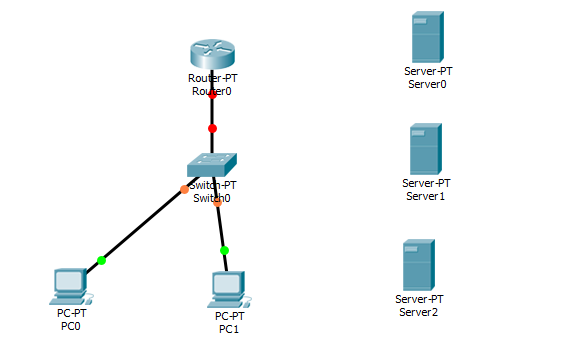 Router-PT
Router0
Server-PT
Server0
Switch-PT
Switch0
Server-PT
Server1
PC-PT
PC0
PC-PT
PC1
Server-PT
Server2